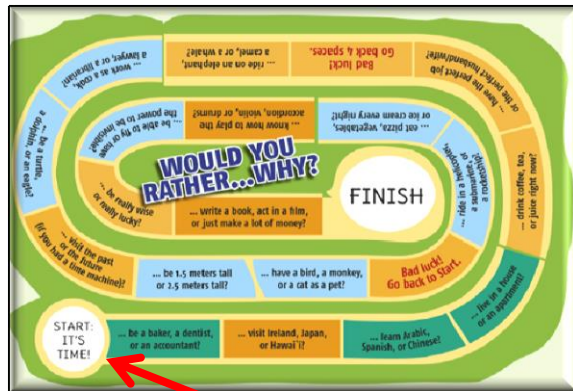 WOULD YOU
RATHER...WHY?
START:
IT'S
TIME!
... be a baker, a dentist,
or an accountant?
... visit Ireland, Japan,
or Hawai`i?
... learn Arabic,
Spanish, or Chinese?
... live in a house
or an apartment?
... drink coffee, tea,
or juice right now?
... have the perfect job
or the perfect husband/wife?
Bad luck!
Go back 4 spaces.
... ride on an elephant,
a camel, or a whale?
... work as a cook,
a lawyer, or a librarian?
... be a turtle,
a dolphin, or an eagle?
... visit the past
or the future
(if you had a time machine)?
... be 1.5 meters tall
or 2.5 meters tall?
... have a bird, a monkey,
or a cat as a pet?
Bad luck!
Go back to Start.
... ride in a helicopter,
a submarine, or
a rocketship?
... eat pizza, vegetables,
or ice cream every night?
... know how to play the
accordion, violin, or drums?
... be able to fly or have
the power to be
invisible?
... be really wise
or really lucky?
... write a book, act in a film,
or just make a lot of money?
FINISH